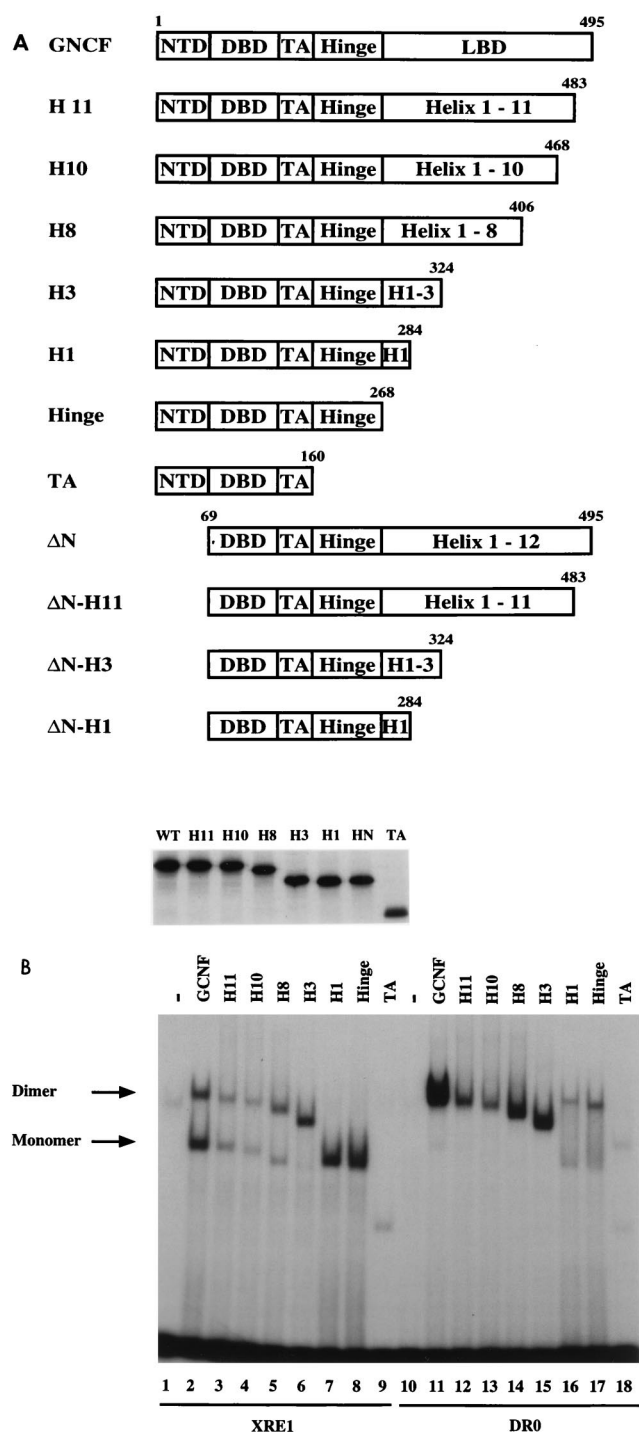 A
1
495
GNCF
NTD DBD TA Hinge LBD
483
H 11
NTD DBD TA Hinge Helix 1 - 11
468
H10
NTD DBD TA Hinge Helix 1 - 10
406
H8
NTD DBD TA Hinge Helix 1 - 8
324
H3
NTD DBD TA Hinge H1-3
284
H1
NTD DBD TA Hinge H1
268
Hinge
NTD DBD TA Hinge
160
TA
NTD DBD TA
69
495
ΔN
DBD TA Hinge Helix 1 - 12
483
ΔN-H11
DBD TA Hinge Helix 1 - 11
324
ΔN-H3
DBD TA Hinge H1-3
284
ΔN-H1
DBD TA Hinge H1
WT H11 H10 H8 H3 H1 HN TA
B
- GCNF H11 H10 H8 H3 H1 Hinge TA - GCNF H11 H10 H8 H3 H1 Hinge TA
Dimer
Monomer
1 2 3 4 5 6 7 8 9 10 11 12 13 14 15 16 17 18
XRE1 DR0